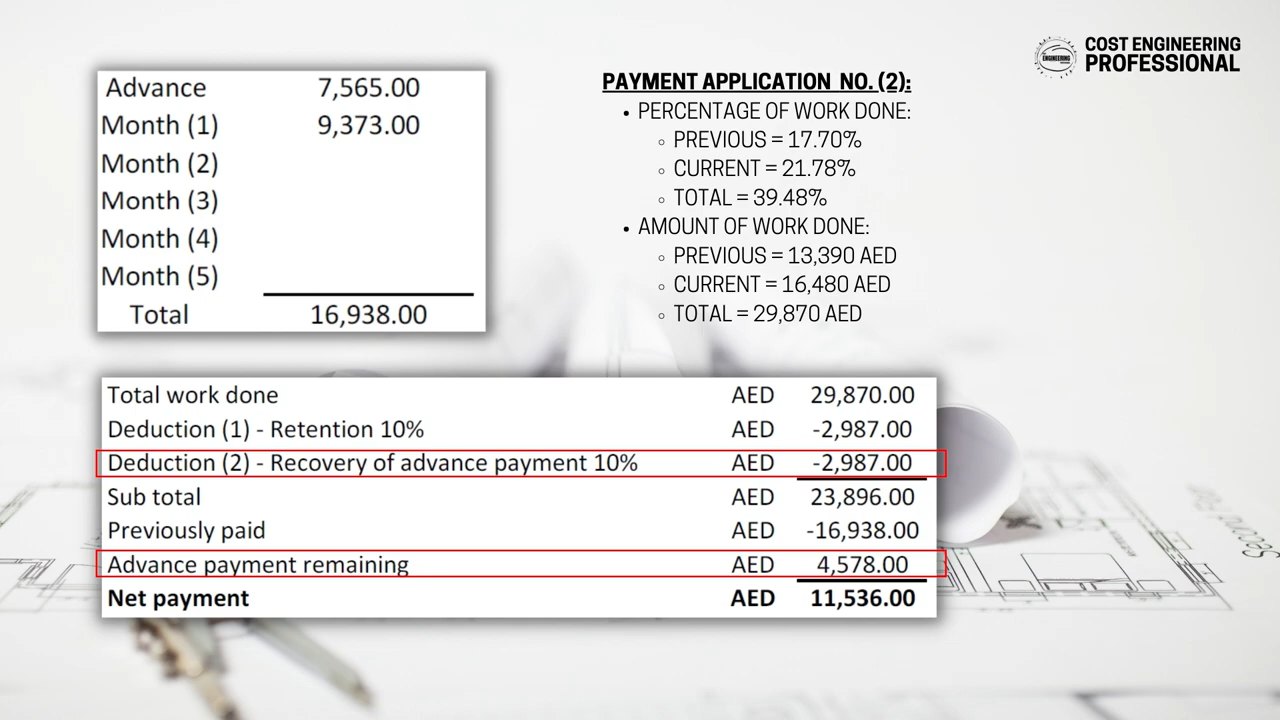 COST ENGINEERING
PROFESSIONAL
ENGINEERING
Advance 7,565.00
Month (1) 9,373.00
Month (2)
Month (3)
Month (4)
Month (5)
Total 16,938.00
PAYMENT APPLICATION NO. (2):
• PERCENTAGE OF WORK DONE:
◦ PREVIOUS = 17.70%
◦ CURRENT = 21.78%
◦ TOTAL = 39.48%
• AMOUNT OF WORK DONE:
◦ PREVIOUS = 13,390 AED
◦ CURRENT = 16,480 AED
◦ TOTAL = 29,870 AED
Total work done AED 29,870.00
Deduction (1) - Retention 10% AED -2,987.00
Deduction (2) - Recovery of advance payment 10% AED -2,987.00
Sub total AED 23,896.00
Previously paid AED -16,938.00
Advance payment remaining AED 4,578.00
Net payment AED 11,536.00